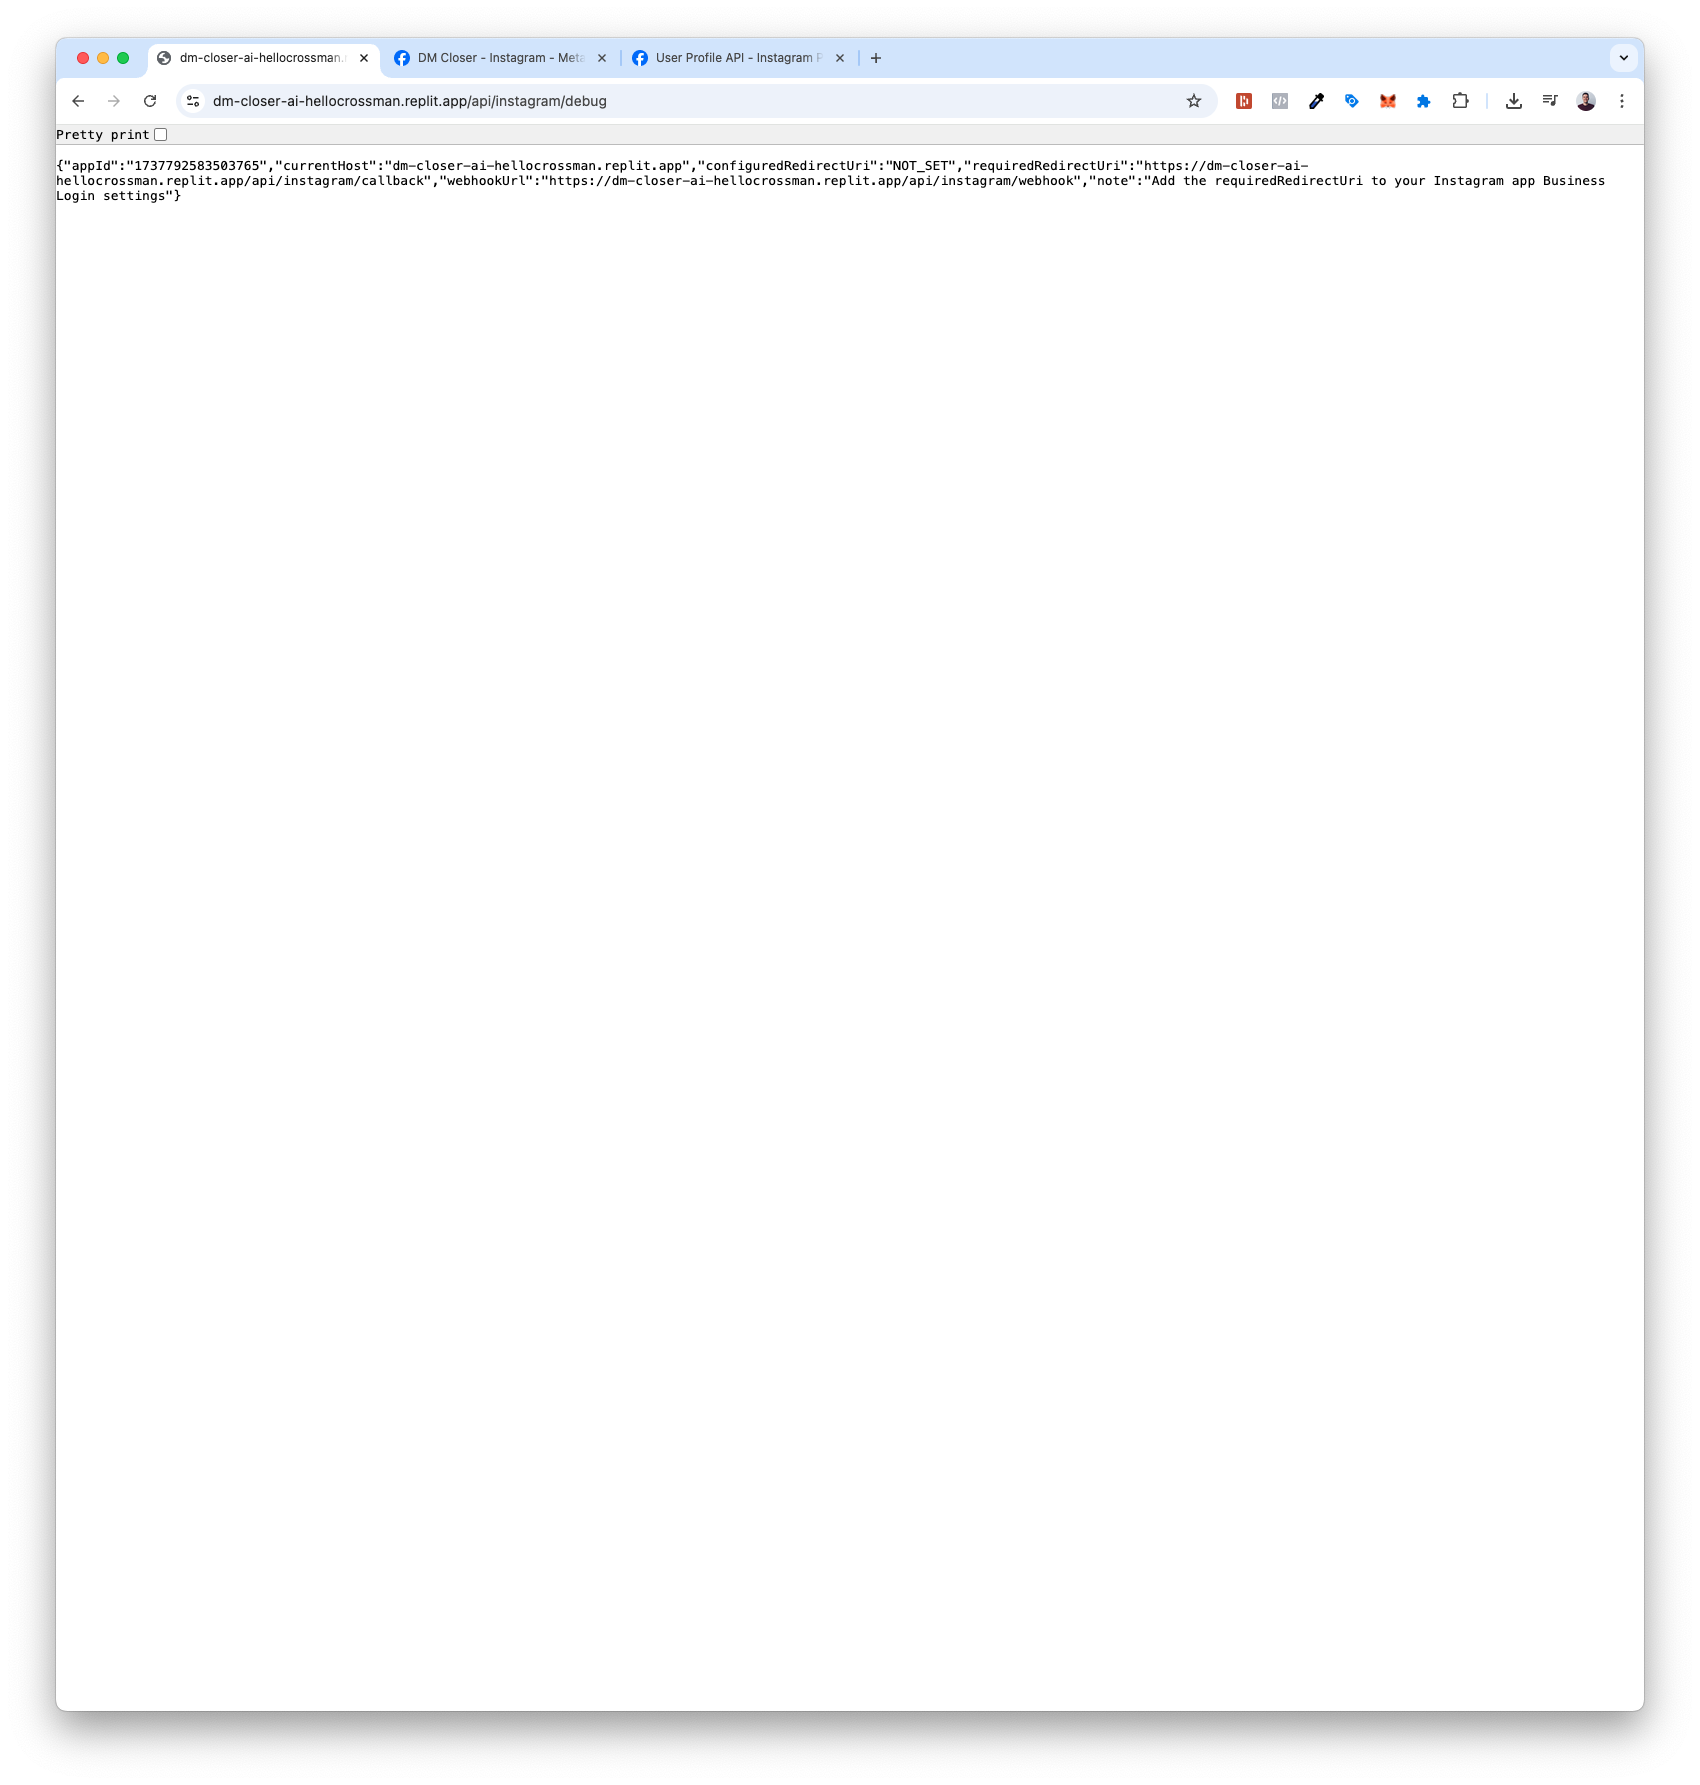 dm-closer-ai-hellocrossman.r
DM Closer - Instagram - Meta
User Profile API - Instagram P
dm-closer-ai-hellocrossman.replit.app/api/instagram/debug
Pretty print
{"appId":"1737792583503765","currentHost":"dm-closer-ai-hellocrossman.replit.app","configuredRedirectUri":"NOT_SET","requiredRedirectUri":"https://dm-closer-ai-
hellocrossman.replit.app/api/instagram/callback","webhookUrl":"https://dm-closer-ai-hellocrossman.replit.app/api/instagram/webhook","note":"Add the requiredRedirectUri to your Instagram app Business
Login settings"}